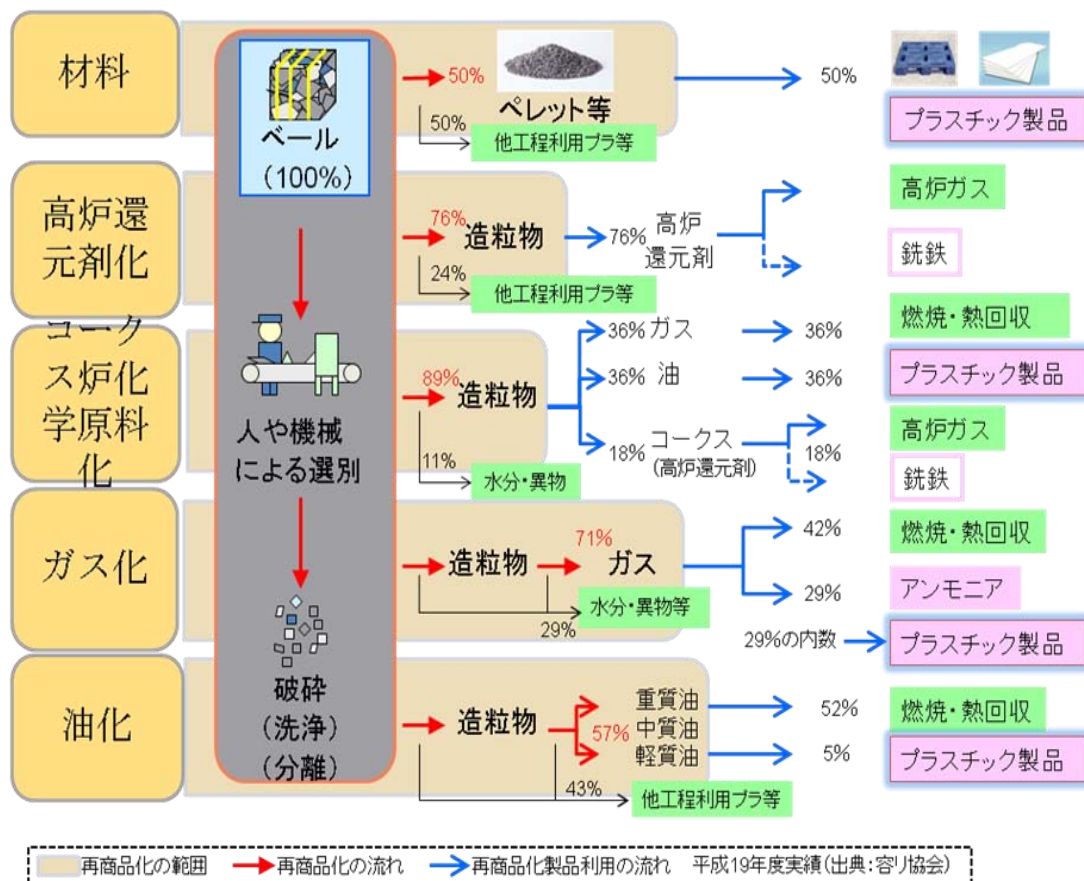 材料
ベール
(100%)
50%
ペレット等
50%
他工程利用プラ等
50%
プラスチック製品
高炉還
元剤化
76%
造粒物
24%
他工程利用プラ等
76%
高炉
還元剤
高炉ガス
銑鉄
コーク
ス炉化
学原料
化
人や機械
による選別
89%
造粒物
11%
水分・異物
36%
ガス
36%
燃焼・熱回収
36%
油
36%
プラスチック製品
18%
コークス
(高炉還元剤)
18%
高炉ガス
銑鉄
ガス化
造粒物
71%
ガス
29%
水分・異物等
42%
燃焼・熱回収
29%
アンモニア
29%の内数
プラスチック製品
油化
破砕
(洗浄)
(分離)
造粒物
57%
重質油
中質油
軽質油
43%
他工程利用プラ等
52%
燃焼・熱回収
5%
プラスチック製品
再商品化の範囲
再商品化の流れ
再商品化製品利用の流れ
平成19年度実績(出典:容リ協会)